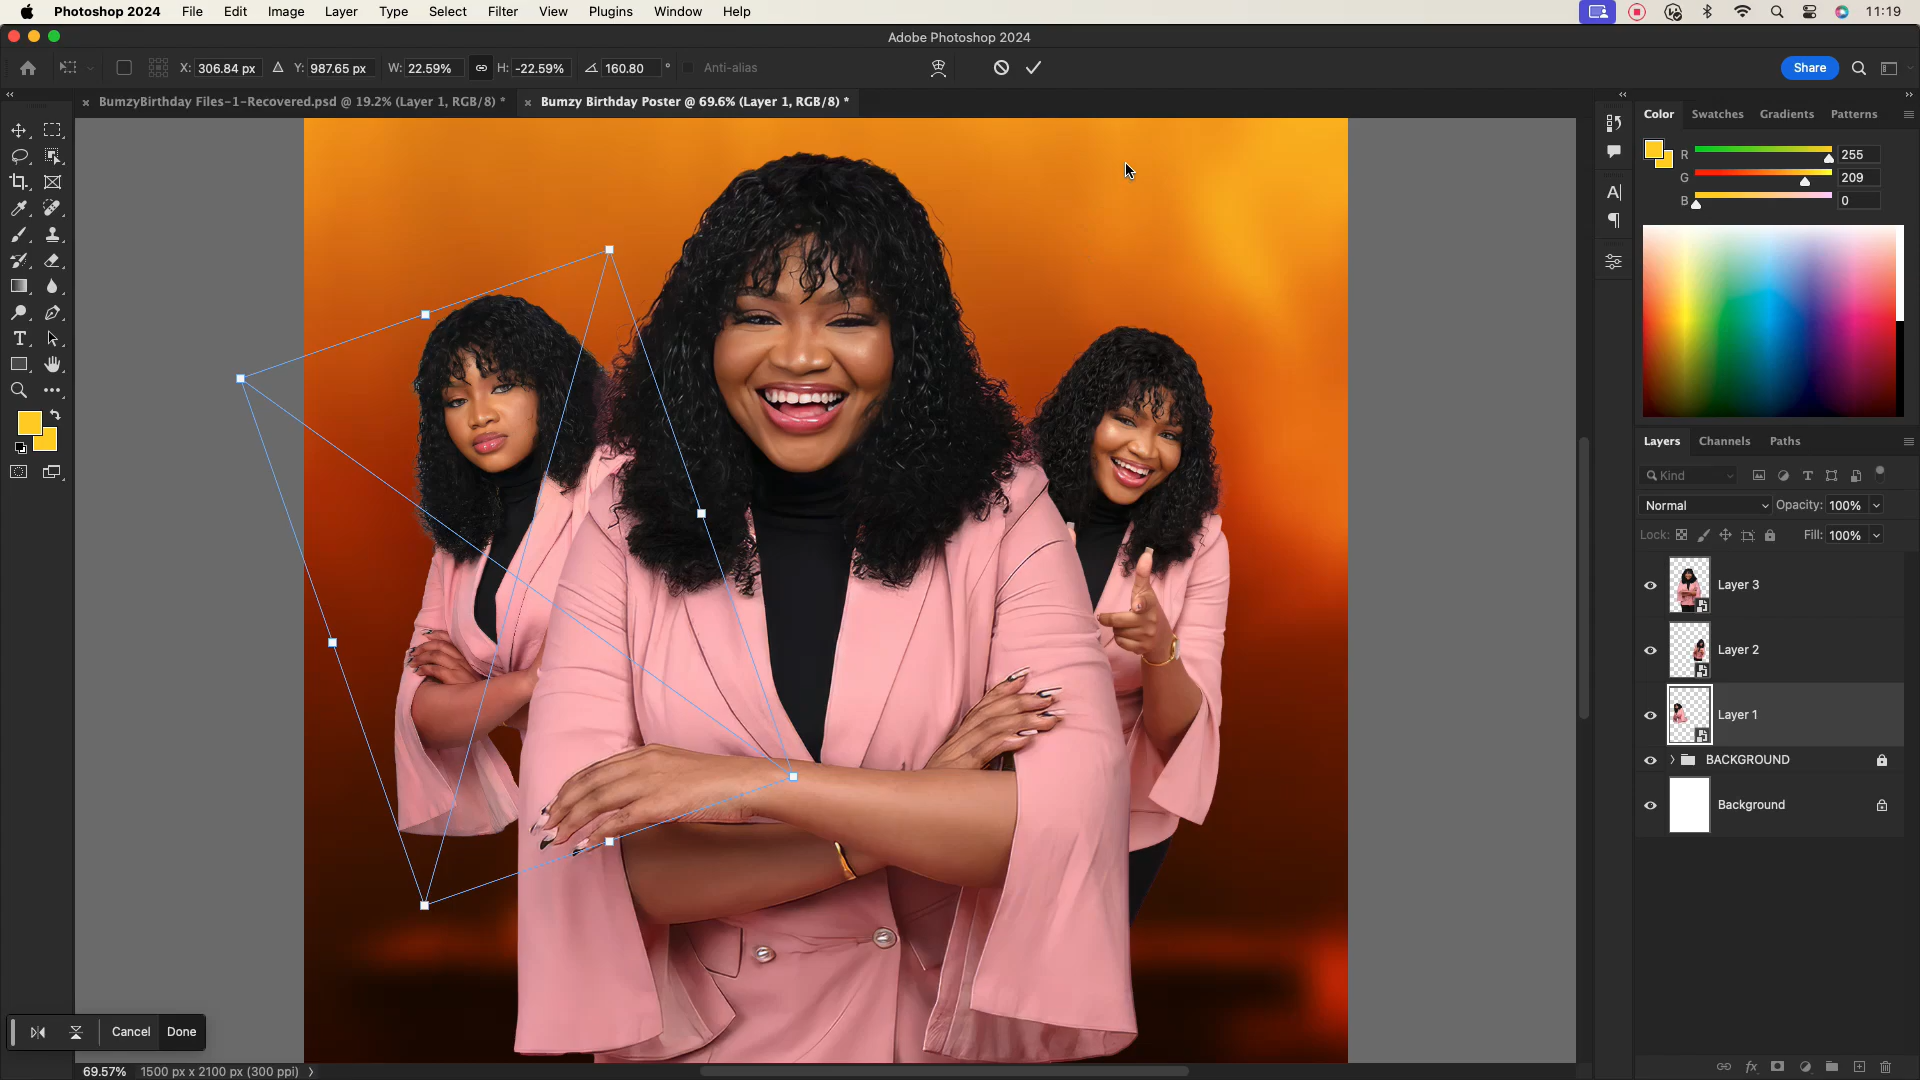 Photoshop 2024 File Edit Image Layer Type Select Filter View Plugins Window Help 11:19
Adobe Photoshop 2024
X: 306.84 px Y: 987.65 px W: 22.59% H: -22.59% 160.80 ° Anti-alias Share
BumzyBirthday Files-1-Recovered.psd @ 19.2% (Layer 1, RGB/8) * Bumzy Birthday Poster @ 69.6% (Layer 1, RGB/8) *
Color Swatches Gradients Patterns
R 255
G 209
B 0
Layers Channels Paths
Kind
Normal Opacity: 100%
Lock: Fill: 100%
Layer 3
Layer 2
Layer 1
BACKGROUND
Background
Cancel Done
69.57% 1500 px x 2100 px (300 ppi)